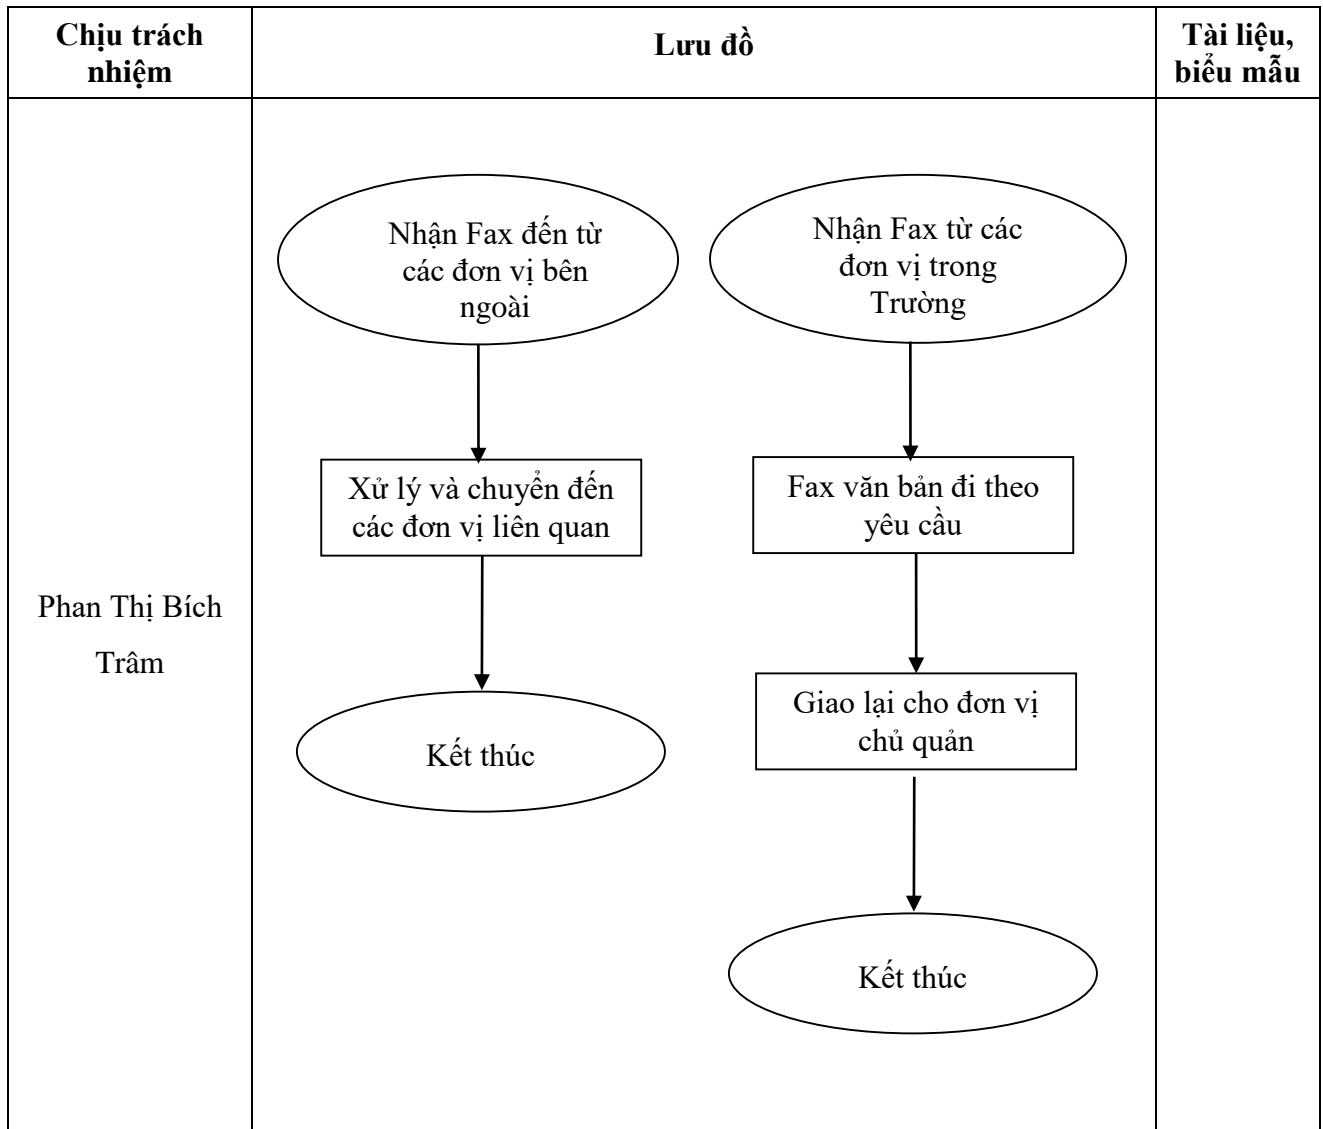 Chịu trách
nhiệm
Lưu đồ
Tài liệu,
biểu mẫu
Phan Thị Bích
Trâm
Nhận Fax đến từ
các đơn vị bên
ngoài
Xử lý và chuyển đến
các đơn vị liên quan
Kết thúc
Nhận Fax từ các
đơn vị trong
Trường
Fax văn bản đi theo
yêu cầu
Giao lại cho đơn vị
chủ quản
Kết thúc